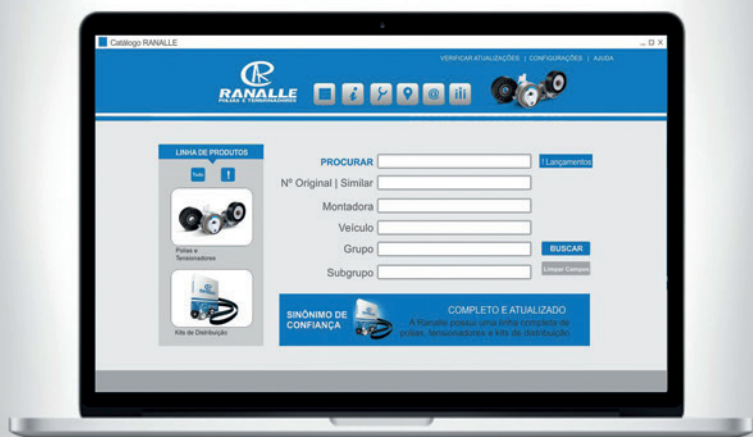 Catálogo RANALLE
VERIFICAR ATUALIZAÇÕES | CONFIGURAÇÕES | AJUDA
RANALLE
POLIAS E TENSIONADORES
LINHA DE PRODUTOS
Tudo !
Polias e
Tensionadores
Kits de Distribuição
PROCURAR
! Lançamentos
Nº Original | Similar
Montadora
Veículo
Grupo
BUSCAR
Subgrupo
Limpar Campos
SINÔNIMO DE
CONFIANÇA
COMPLETO E ATUALIZADO
A Ranalle possui uma linha completa de
polias, tensionadores e kits de distribuição